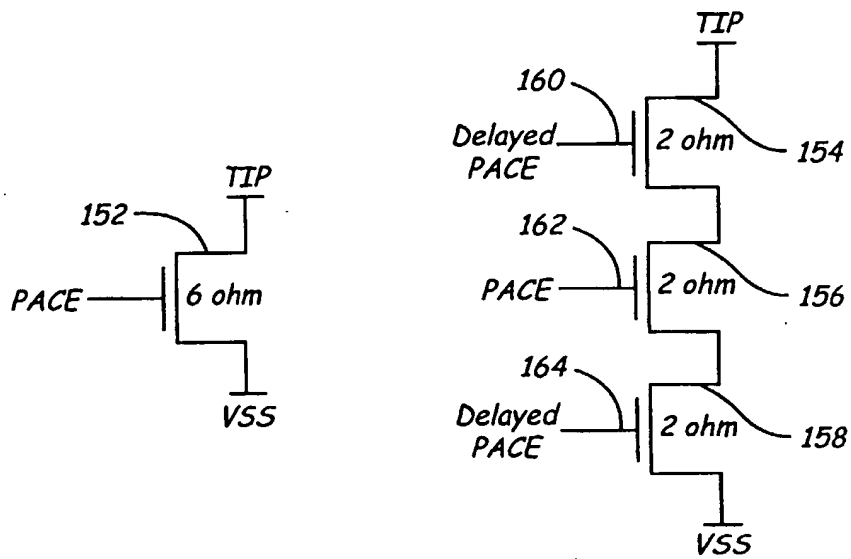 TIP
152
PACE
6 ohm
VSS
TIP
160
Delayed
PACE
2 ohm
154
162
PACE
2 ohm
156
164
Delayed
PACE
2 ohm
158
VSS